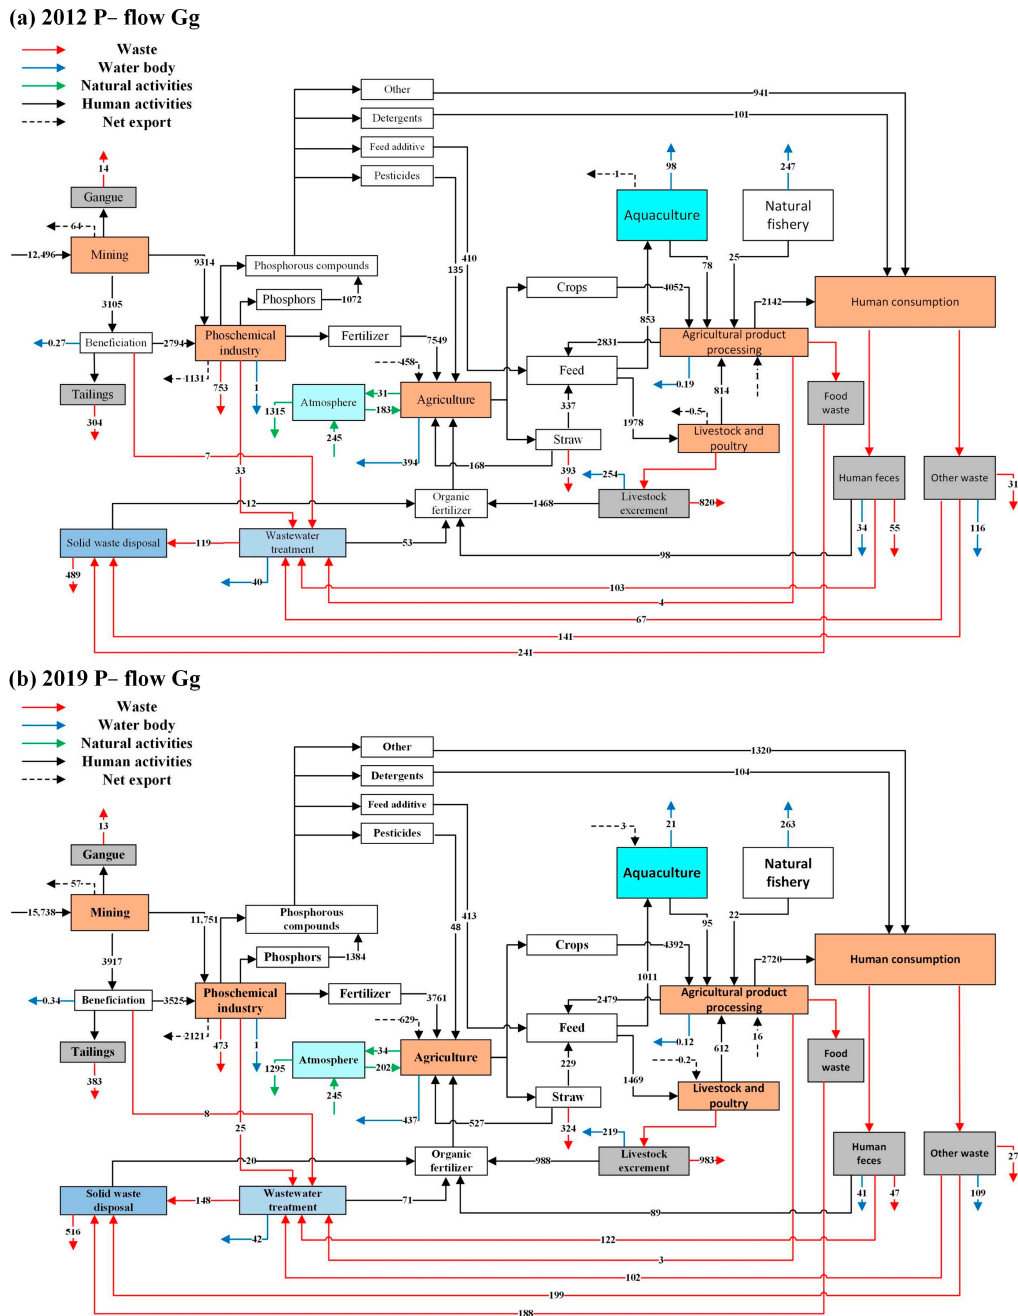 (a) 2012 P– flow Gg
Waste
Water body
Natural activities
Human activities
Net export
Other
941
Detergents
101
Feed additive
Pesticides
14
Gangue
98
247
1
Aquaculture
Natural
fishery
64
12,496
Mining
9314
Phosphorous compounds
410
135
78
25
Phosphors
1072
Crops
4052
2142
Human consumption
3105
853
0.27
Beneficiation
2794
Phoschemical
industry
Fertilizer
7549
2831
Agricultural product
processing
1131
753
1
458
Feed
0.19
1
Tailings
304
1315
Atmosphere
31
183
Agriculture
337
814
Food
waste
245
1978
0.5
Livestock and
poultry
Straw
394
168
393
7
33
254
Human feces
Other waste
31
12
Organic
fertilizer
1468
Livestock
excrement
820
34
55
116
Solid waste disposal
119
Wastewater
treatment
53
98
489
40
103
4
67
141
241
(b) 2019 P– flow Gg
Waste
Water body
Natural activities
Human activities
Net export
Other
1320
Detergents
104
Feed additive
Pesticides
13
Gangue
3
21
263
Aquaculture
Natural
fishery
57
15,738
Mining
11,751
Phosphorous
compounds
413
48
95
22
Phosphors
1384
Crops
4392
2720
Human consumption
3917
1011
0.34
Beneficiation
3525
Phoschemical
industry
Fertilizer
3761
2479
Agricultural product
processing
2121
473
1
629
Feed
0.12
16
Tailings
383
1295
Atmosphere
34
202
Agriculture
229
612
Food
waste
245
1469
0.2
Livestock and
poultry
Straw
437
527
324
8
25
219
Human
feces
Other waste
27
20
Organic
fertilizer
988
Livestock
excrement
983
41
47
109
Solid waste
disposal
148
Wastewater
treatment
71
89
516
42
122
3
102
199
188